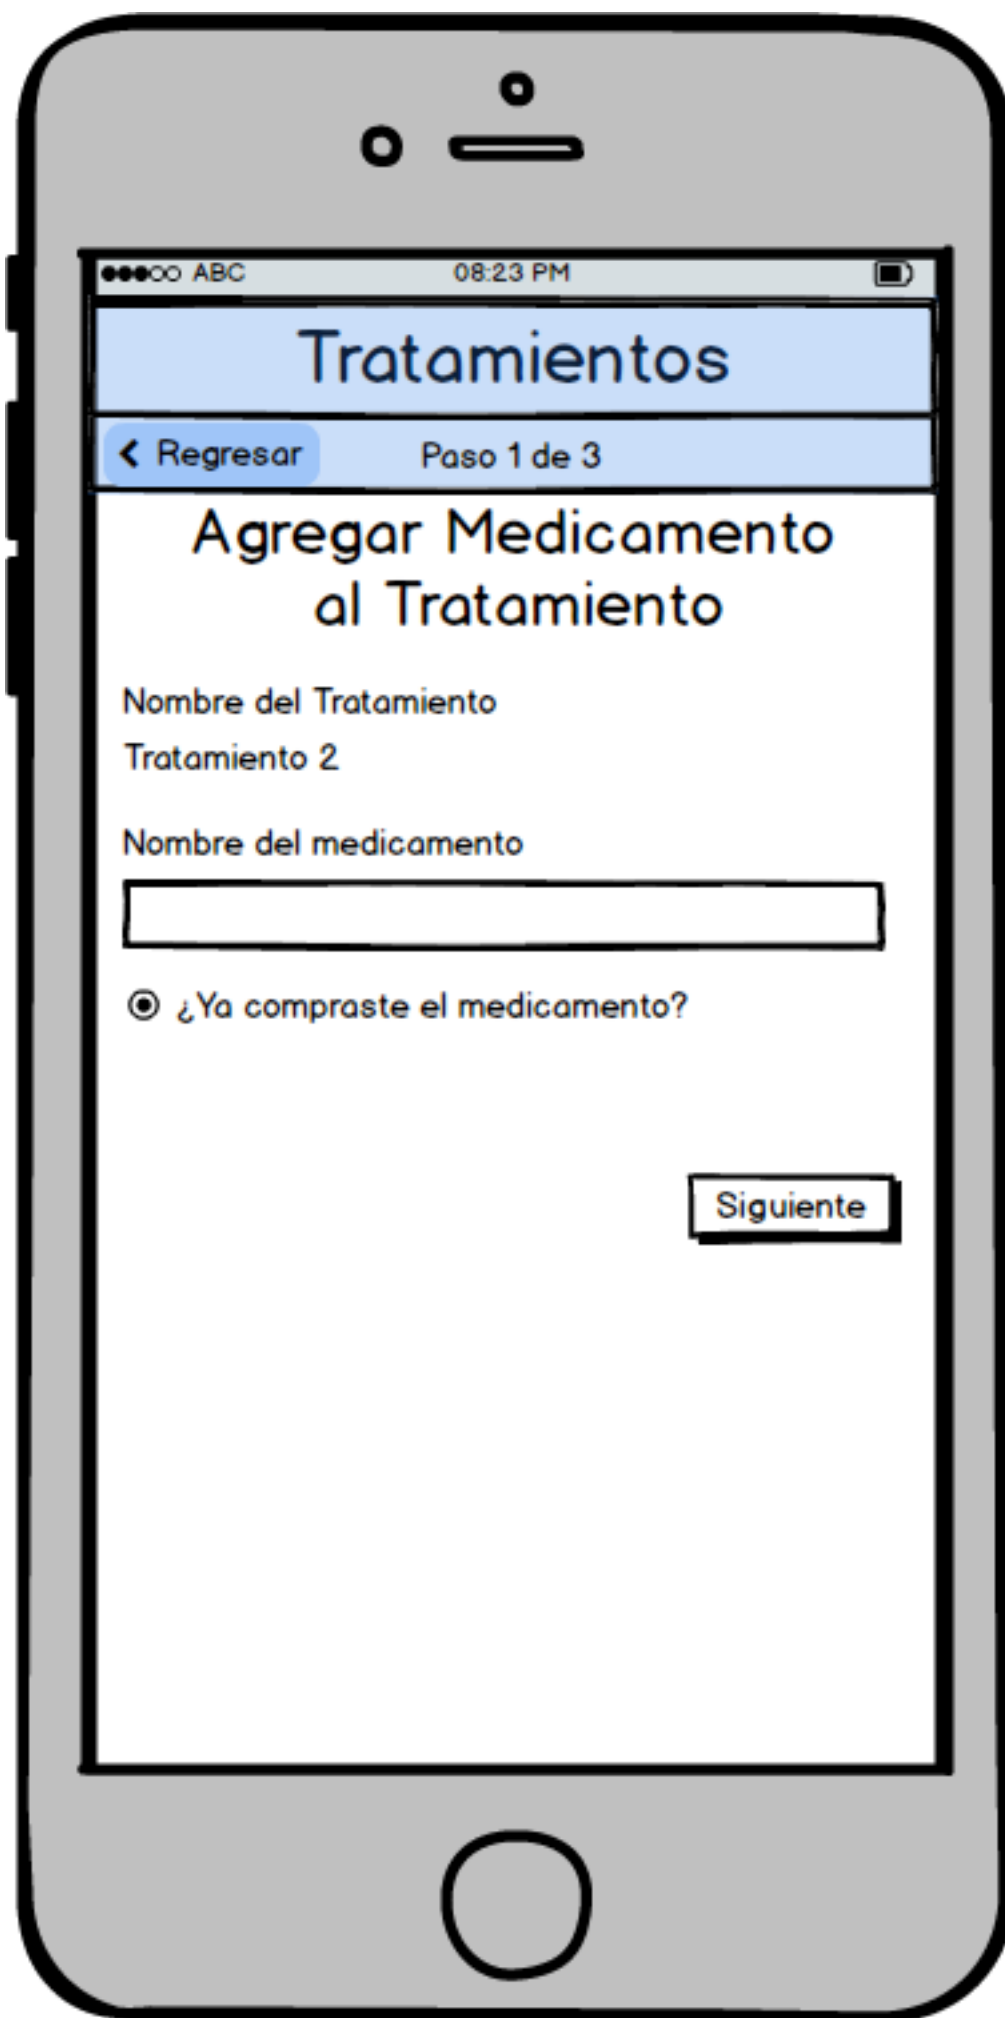 ABC 08:23 PM
Tratamientos
Regresar Paso 1 de 3
Agregar Medicamento
al Tratamiento
Nombre del Tratamiento
Tratamiento 2
Nombre del medicamento
¿Ya compraste el medicamento?
Siguiente